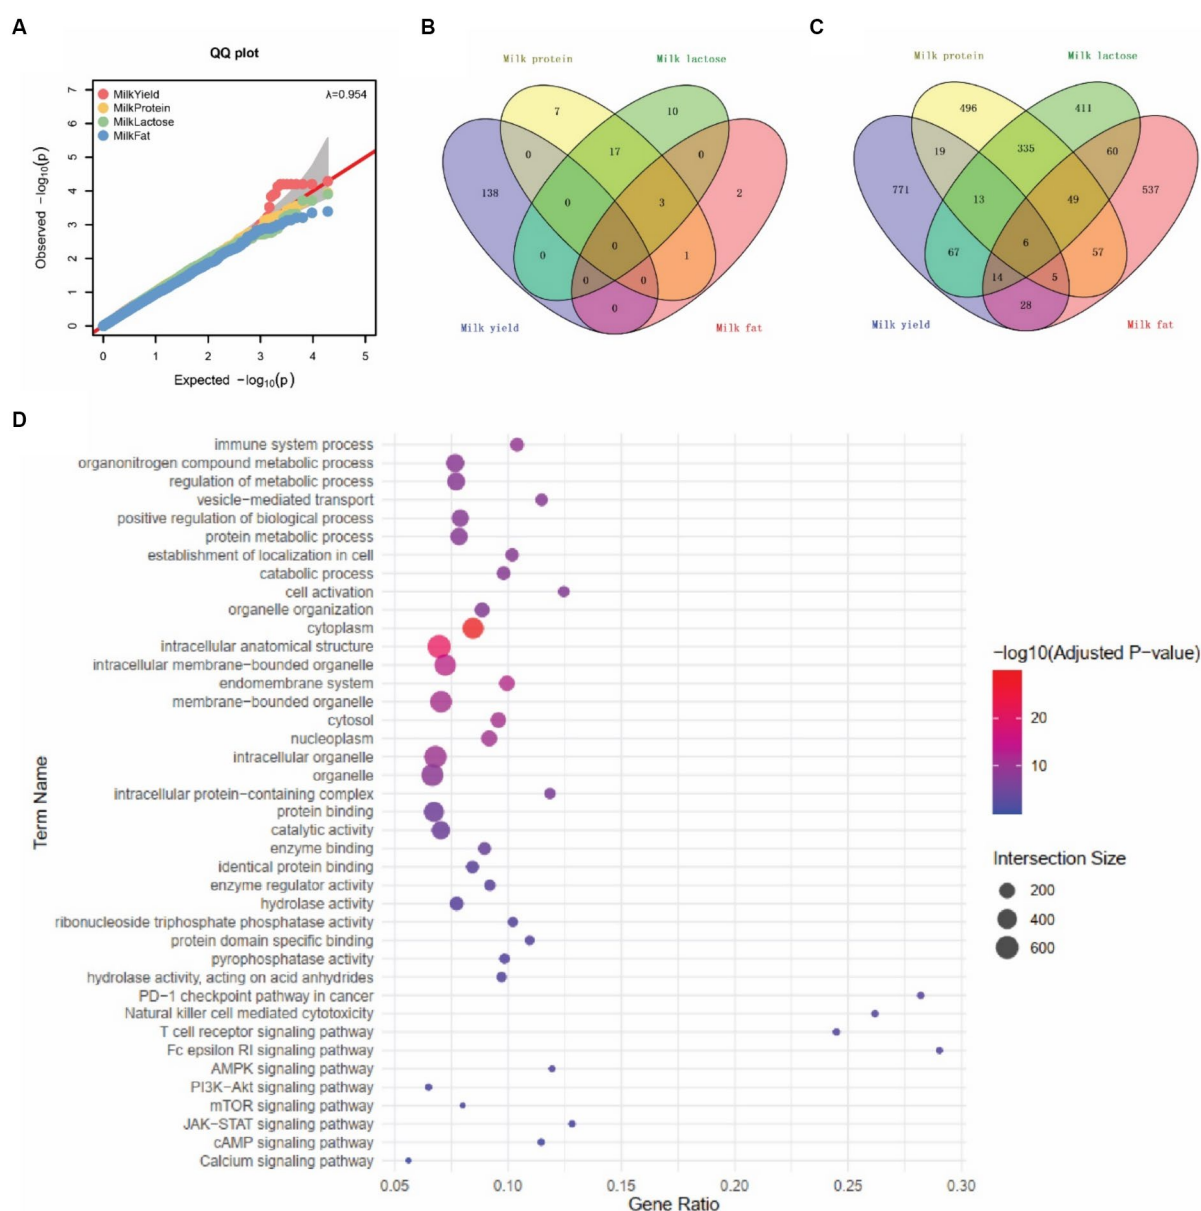 A
QQ plot
MilkYield
MilkProtein
MilkLactose
MilkFat
λ=0.954
7
6
5
4
3
2
1
0
Observed −log10(p)
0 1 2 3 4 5
Expected −log10(p)
B
Milk protein
Milk lactose
7
10
0
17
0
138
2
0
3
0
0
1
0
0
0
Milk yield
Milk fat
C
Milk protein
Milk lactose
496
411
19
335
60
771
537
13
49
6
67
57
14
5
28
Milk yield
Milk fat
D
Term Name
immune system process
organonitrogen compound metabolic process
regulation of metabolic process
vesicle−mediated transport
positive regulation of biological process
protein metabolic process
establishment of localization in cell
catabolic process
cell activation
organelle organization
cytoplasm
intracellular anatomical structure
intracellular membrane−bounded organelle
endomembrane system
membrane−bounded organelle
cytosol
nucleoplasm
intracellular organelle
organelle
intracellular protein−containing complex
protein binding
catalytic activity
enzyme binding
identical protein binding
enzyme regulator activity
hydrolase activity
ribonucleoside triphosphate phosphatase activity
protein domain specific binding
pyrophosphatase activity
hydrolase activity, acting on acid anhydrides
PD−1 checkpoint pathway in cancer
Natural killer cell mediated cytotoxicity
T cell receptor signaling pathway
Fc epsilon RI signaling pathway
AMPK signaling pathway
PI3K−Akt signaling pathway
mTOR signaling pathway
JAK−STAT signaling pathway
cAMP signaling pathway
Calcium signaling pathway
0.05 0.10 0.15 0.20 0.25 0.30
Gene Ratio
−log10(Adjusted P−value)
20
10
Intersection Size
200
400
600